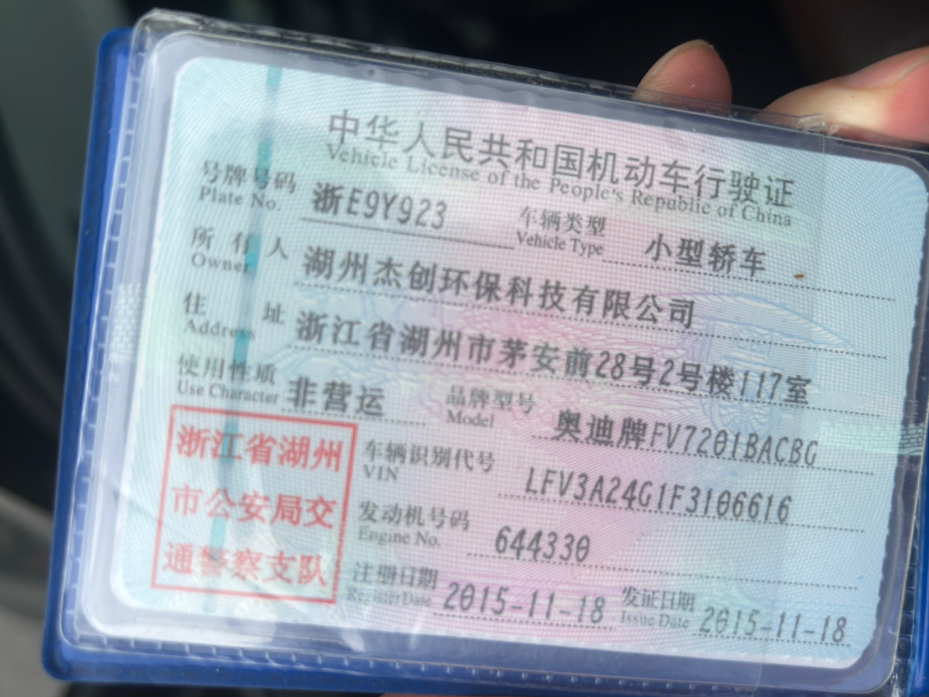 中华人民共和国机动车行驶证
Vehicle License of the People's Republic of China
号牌号码 浙E9Y923 车辆类型 小型轿车
Plate No. Vehicle Type
所有人 湖州杰创环保科技有限公司
Owner
住址 浙江省湖州市茅安前28号2号楼117室
Address
使用性质 非营运 品牌型号 奥迪牌FV7201BACBG
Use Character Model
车辆识别代号 LFV3A24G1F3106616
VIN
发动机号码 644330
Engine No.
注册日期 2015-11-18 发证日期 2015-11-18
Register Date Issue Date
浙江省湖州
市公安局交
通警察支队